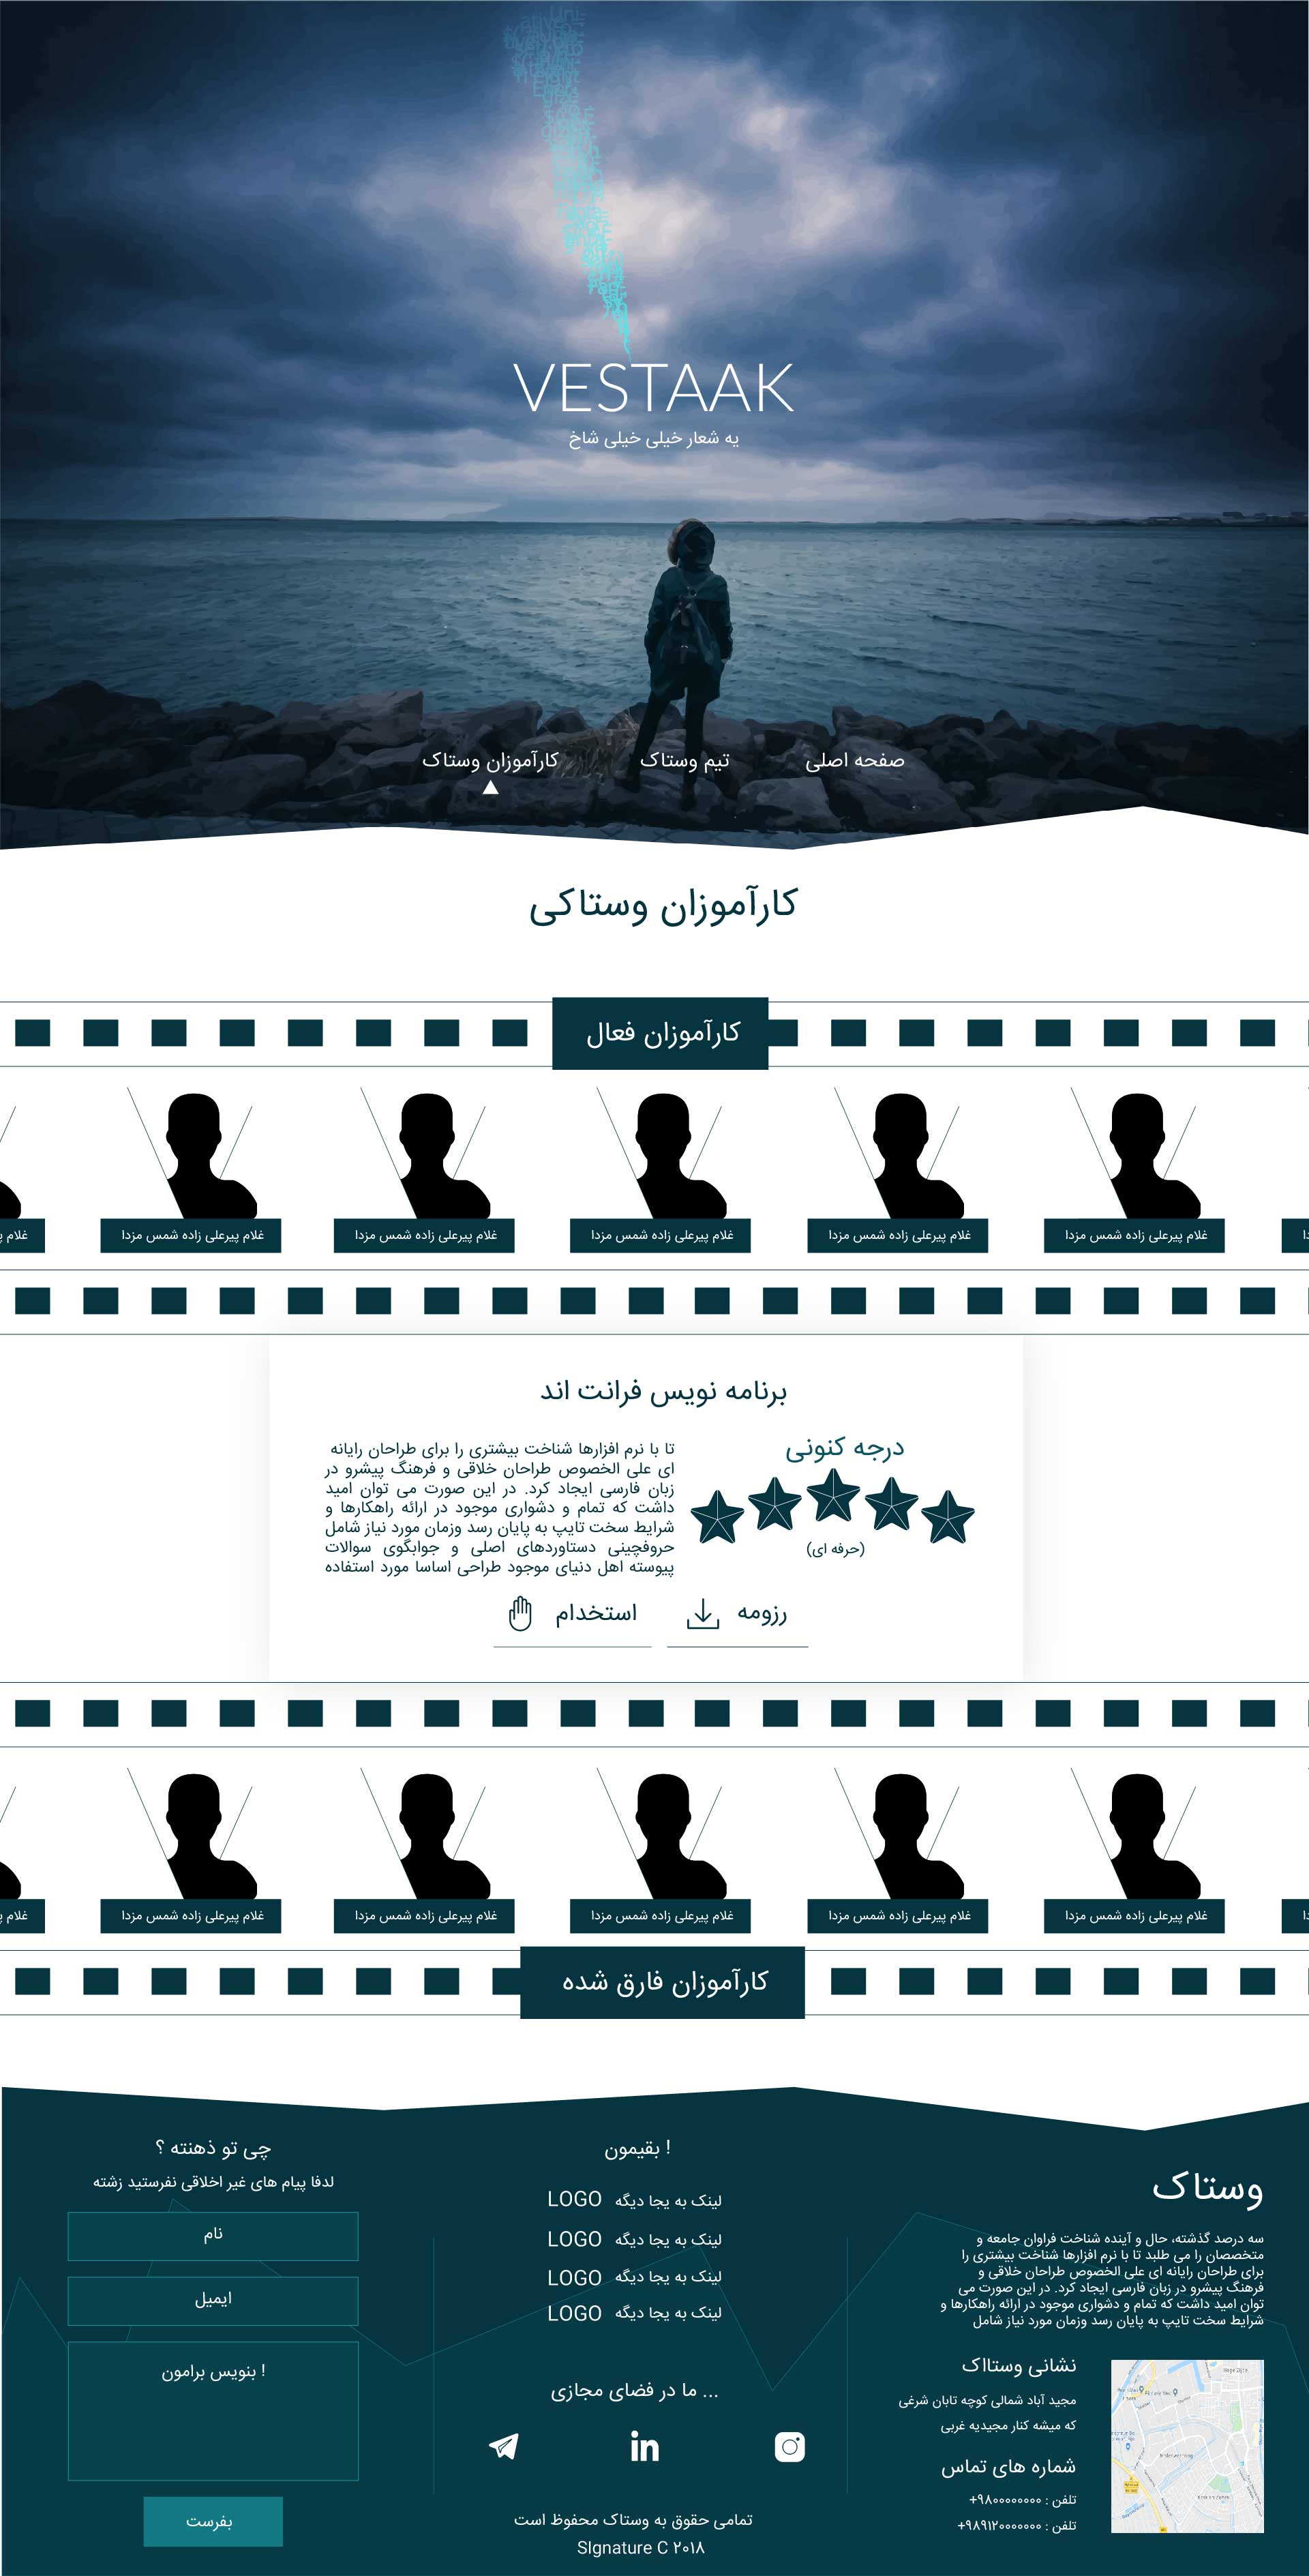 VESTAAK
یه شعار خیلی خیلی شاخ
صفحه اصلی
تیم وستاک
کارآموزان وستاک
کارآموزان وستاکی
کارآموزان فعال
غلام پیرعلی زاده شمس مزدا
غلام پیرعلی زاده شمس مزدا
غلام پیرعلی زاده شمس مزدا
غلام پیرعلی زاده شمس مزدا
غلام پیرعلی زاده شمس مزدا
برنامه نویس فرانت اند
درجه کنونی
(حرفه ای)
تا با نرم افزارها شناخت بیشتری را برای طراحان رایانه
ای علی الخصوص طراحان خلاقی و فرهنگ پیشرو در
زبان فارسی ایجاد کرد. در این صورت می توان امید
داشت که تمام و دشواری موجود در ارائه راهکارها و
شرایط سخت تایپ به پایان رسد وزمان مورد نیاز شامل
حروفچینی دستاوردهای اصلی و جوابگوی سوالات
پیوسته اهل دنیای موجود طراحی اساسا مورد استفاده
رزومه
استخدام
غلام پیرعلی زاده شمس مزدا
غلام پیرعلی زاده شمس مزدا
غلام پیرعلی زاده شمس مزدا
غلام پیرعلی زاده شمس مزدا
غلام پیرعلی زاده شمس مزدا
کارآموزان فارق شده
وستاک
سه درصد گذشته، حال و آینده شناخت فراوان جامعه و
متخصصان را می طلبد تا با نرم افزارها شناخت بیشتری را
برای طراحان رایانه ای علی الخصوص طراحان خلاقی و
فرهنگ پیشرو در زبان فارسی ایجاد کرد. در این صورت می
توان امید داشت که تمام و دشواری موجود در ارائه راهکارها و
شرایط سخت تایپ به پایان رسد وزمان مورد نیاز شامل
نشانی وستااک
مجید آباد شمالی کوچه تابان شرغی
که میشه کنار مجیدیه غربی
شماره های تماس
تلفن : ۹۸۰۰۰۰۰۰۰۰+
تلفن : ۹۸۹۱۲۰۰۰۰۰۰۰+
! بقیمون
لینک به یجا دیگه LOGO
لینک به یجا دیگه LOGO
لینک به یجا دیگه LOGO
لینک به یجا دیگه LOGO
... ما در فضای مجازی
in
تمامی حقوق به وستاک محفوظ است
SIgnature C ۲۰۱۸
چی تو ذهنته ؟
لدفا پیام های غیر اخلاقی نفرستید زشته
نام
ایمیل
! بنویس برامون
بفرست